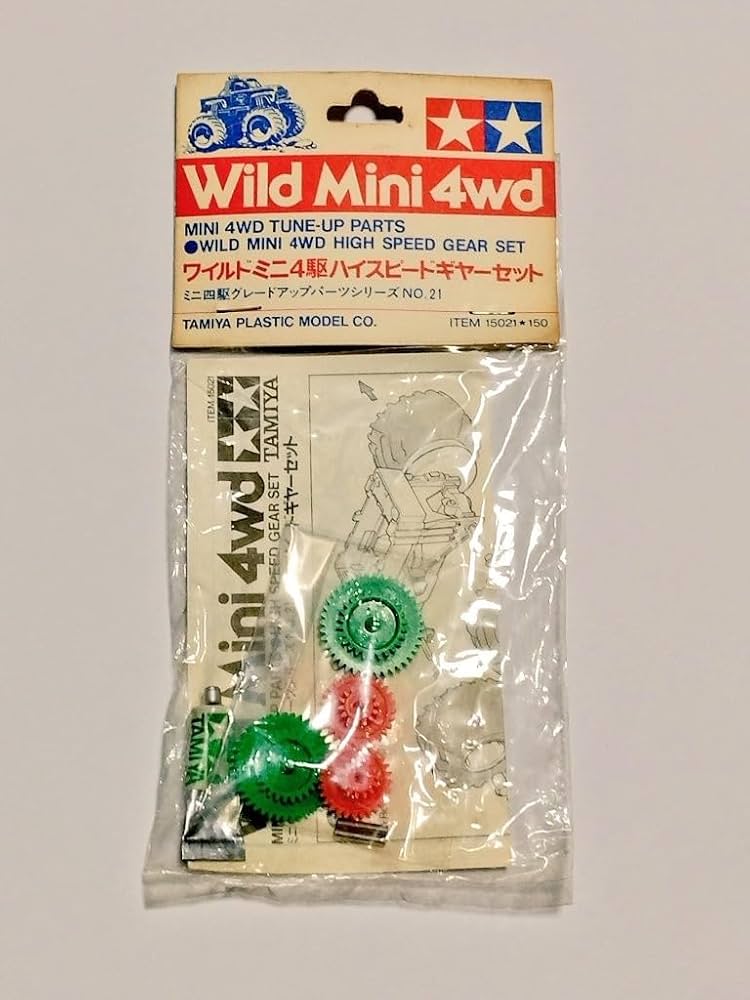 Wild Mini 4wd
MINI 4WD TUNE-UP PARTS
●WILD MINI 4WD HIGH SPEED GEAR SET
ワイルドミニ4駆ハイスピードギヤーセット
ミニ四駆グレードアップパーツシリーズ NO.21
TAMIYA PLASTIC MODEL CO.
ITEM 15021★150
ITEM 15021
TAMIYA
Mini 4wd
SPEED GEAR SET
ギヤーセット
TAMIYA